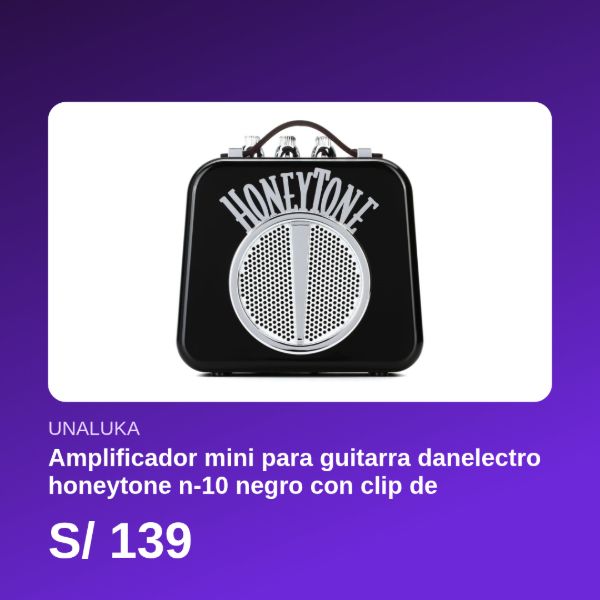 HONEYTONE
UNALUKA
Amplificador mini para guitarra danelectro
honeytone n-10 negro con clip de
S/ 139